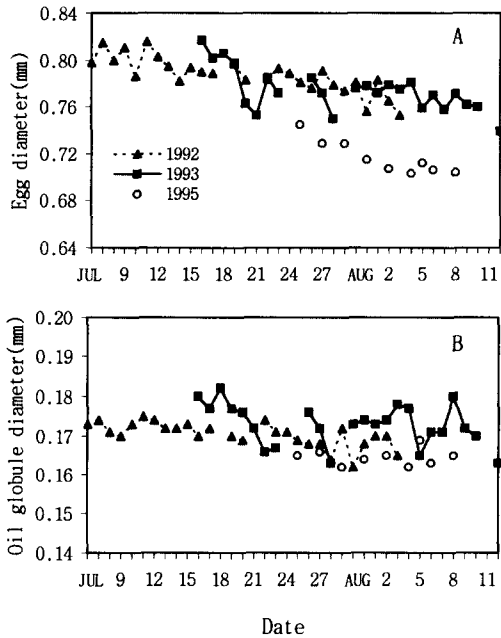 0.84
A
0.80
0.76
0.72
0.68
0.64
Egg diameter(mm)
1992
1993
1995
JUL 9 12 15 18 21 24 27 AUG 2 5 8 11
0.20
B
0.19
0.18
0.17
0.16
0.15
0.14
Oil globule diameter(mm)
JUL 9 12 15 18 21 24 27 AUG 2 5 8 11
Date